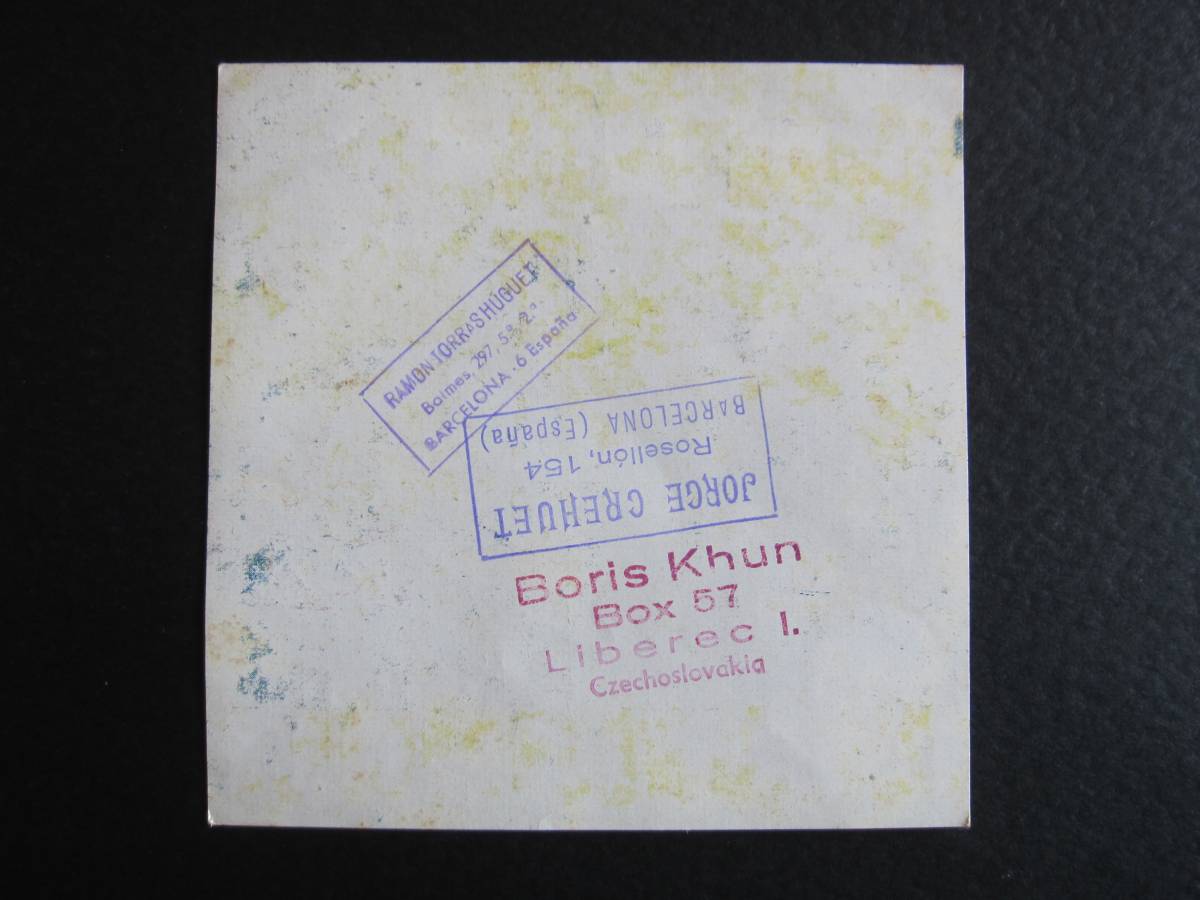 RAMON TORRAS HUGUET
Balmes, 297, 5.º 2.ª
BARCELONA - 6 España
JORGE CREHUET
Rosellón, 154
BARCELONA (España)
Boris Khun
Box 57
Liberec I.
Czechoslovakia